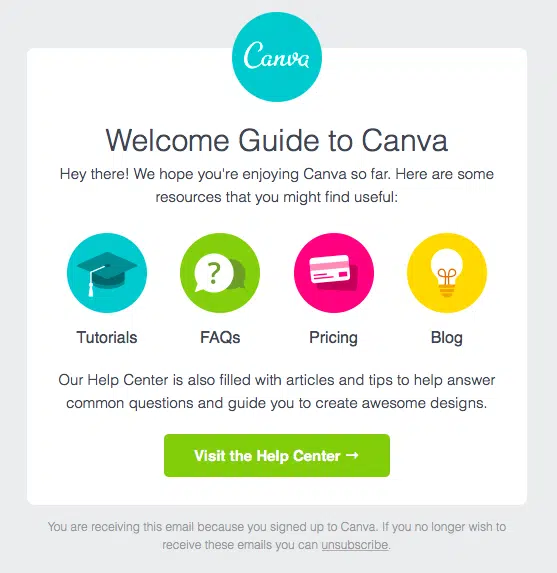 Canva
Welcome Guide to Canva
Hey there! We hope you're enjoying Canva so far. Here are some
resources that you might find useful:
?
Tutorials
FAQs
Pricing
Blog
Our Help Center is also filled with articles and tips to help answer
common questions and guide you to create awesome designs.
Visit the Help Center →
You are receiving this email because you signed up to Canva. If you no longer wish to
receive these emails you can unsubscribe.